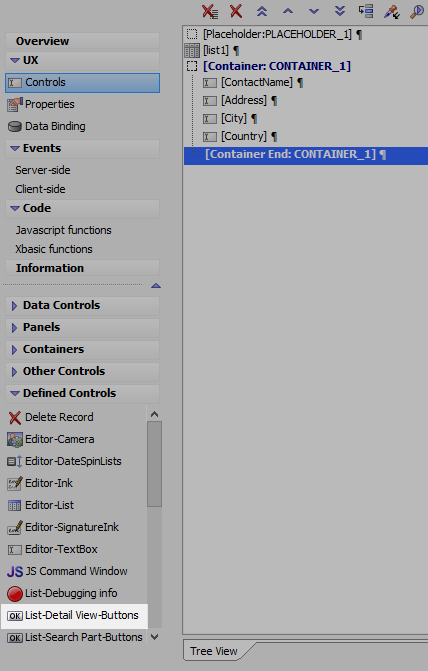 Overview
UX
Controls
Properties
Data Binding
Events
Server-side
Client-side
Code
Javascript functions
Xbasic functions
Information
Data Controls
Panels
Containers
Other Controls
Defined Controls
Delete Record
Editor-Camera
Editor-DateSpinLists
Editor-Ink
Editor-List
Editor-SignatureInk
Editor-TextBox
JS JS Command Window
List-Debugging info
OK List-Detail View-Buttons
OK List-Search Part-Buttons
[Placeholder:PLACEHOLDER_1] ¶
[list1] ¶
[Container: CONTAINER_1] ¶
[ContactName] ¶
[Address] ¶
[City] ¶
[Country] ¶
[Container End: CONTAINER_1] ¶
Tree View